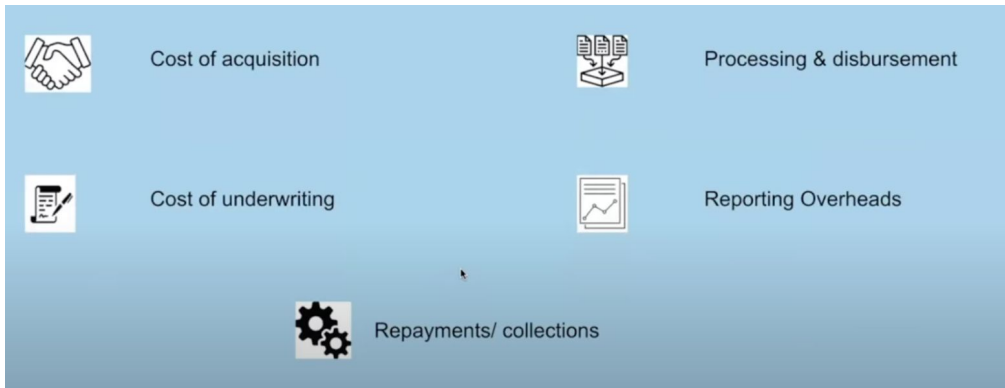 Cost of acquisition
Processing & disbursement
Cost of underwriting
Reporting Overheads
Repayments/ collections